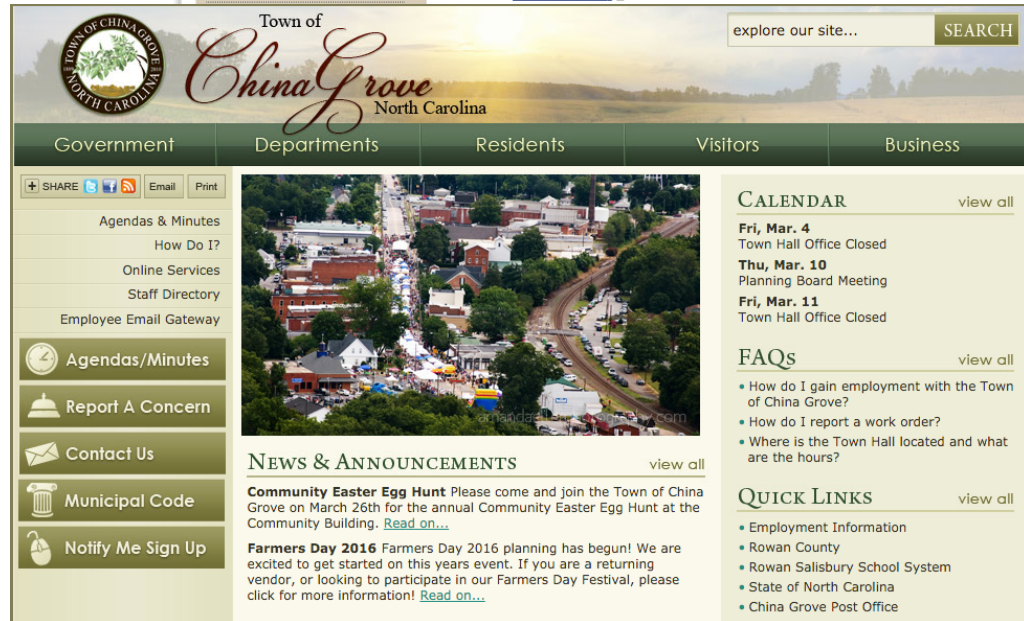 TOWN OF CHINA GROVE
NORTH CAROLINA
Town of
China Grove
North Carolina
explore our site...
SEARCH
Government
Departments
Residents
Visitors
Business
SHARE
Email
Print
Agendas & Minutes
How Do I?
Online Services
Staff Directory
Employee Email Gateway
Agendas/Minutes
Report A Concern
Contact Us
Municipal Code
Notify Me Sign Up
NEWS & ANNOUNCEMENTS
view all
Community Easter Egg Hunt Please come and join the Town of China
Grove on March 26th for the annual Community Easter Egg Hunt at the
Community Building. Read on...
Farmers Day 2016 Farmers Day 2016 planning has begun! We are
excited to get started on this years event. If you are a returning
vendor, or looking to participate in our Farmers Day Festival, please
click for more information! Read on...
CALENDAR
view all
Fri, Mar. 4
Town Hall Office Closed
Thu, Mar. 10
Planning Board Meeting
Fri, Mar. 11
Town Hall Office Closed
FAQS
view all
How do I gain employment with the Town
of China Grove?
How do I report a work order?
Where is the Town Hall located and what
are the hours?
QUICK LINKS
view all
Employment Information
Rowan County
Rowan Salisbury School System
State of North Carolina
China Grove Post Office